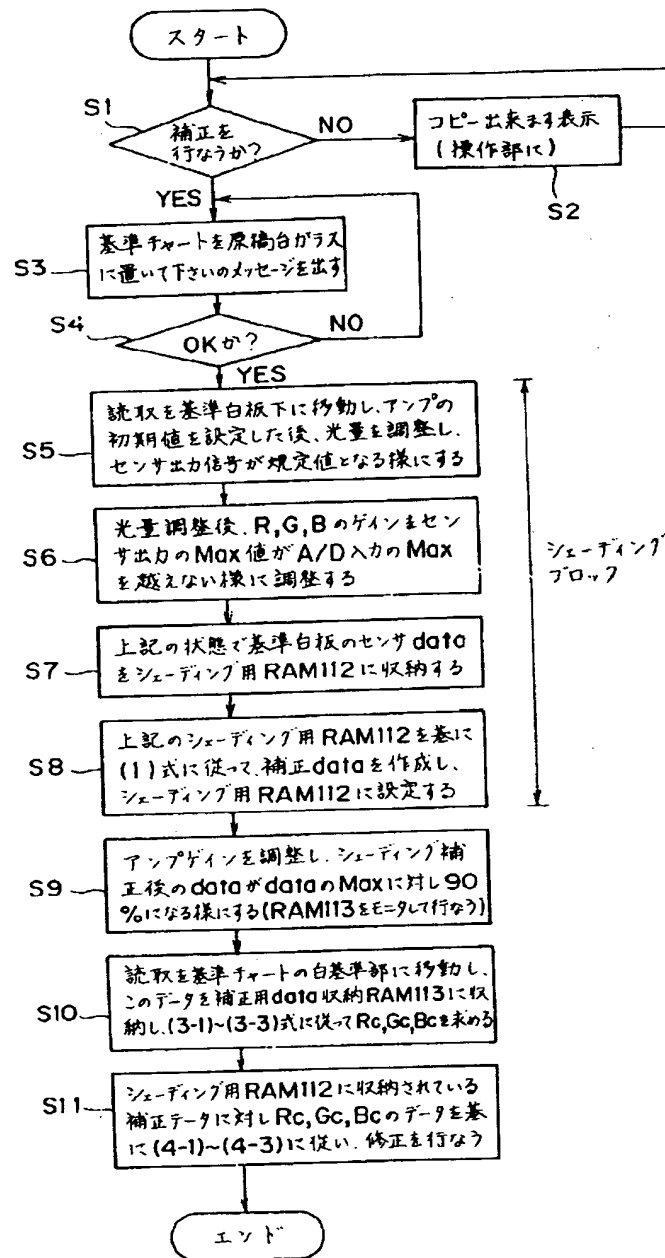 スタート
S1
補正を
行なうか?
NO
コピー出来ます表示
(操作部に)
S2
YES
S3
基準チャートを原稿台ガラス
に置いて下さいのメッセージを出す
S4
OKか?
NO
YES
S5
読取を基準白板下に移動し、アンプの
初期値を設定した後、光量を調整し、
センサ出力信号が規定値となる様にする
S6
光量調整後、R,G,Bのゲインをセン
サ出力のMax値がA/D入力のMax
を越えない様に調整する
シェーディング
ブロック
S7
上記の状態で基準白板のセンサdata
をシェーディング用RAM112に収納する
S8
上記のシェーディング用RAM112を基に
(1)式に従って、補正dataを作成し、
シェーディング用RAM112に設定する
S9
アンプゲインを調整し、シェーディング補
正後のdataがdataのMaxに対し90
%になる様にする(RAM113をモニタして行なう)
S10
読取を基準チャートの白基準部に移動し、
このデータを補正用data収納RAM113に収
納し、(3-1)~(3-3)式に従ってRc,Gc,Bcを求める
S11
シェーディング用RAM112に収納されている
補正データに対しRc,Gc,Bcのデータを基
に(4-1)~(4-3)に従い、修正を行なう
エンド